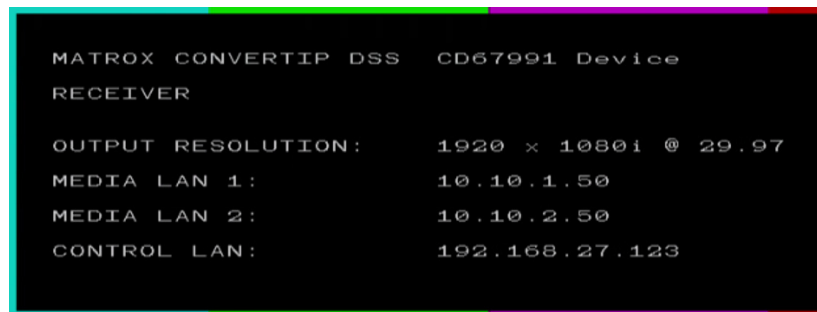 MATROX CONVERTIP DSS CD67991 Device
RECEIVER
OUTPUT RESOLUTION: 1920 x 1080i @ 29.97
MEDIA LAN 1: 10.10.1.50
MEDIA LAN 2: 10.10.2.50
CONTROL LAN: 192.168.27.123